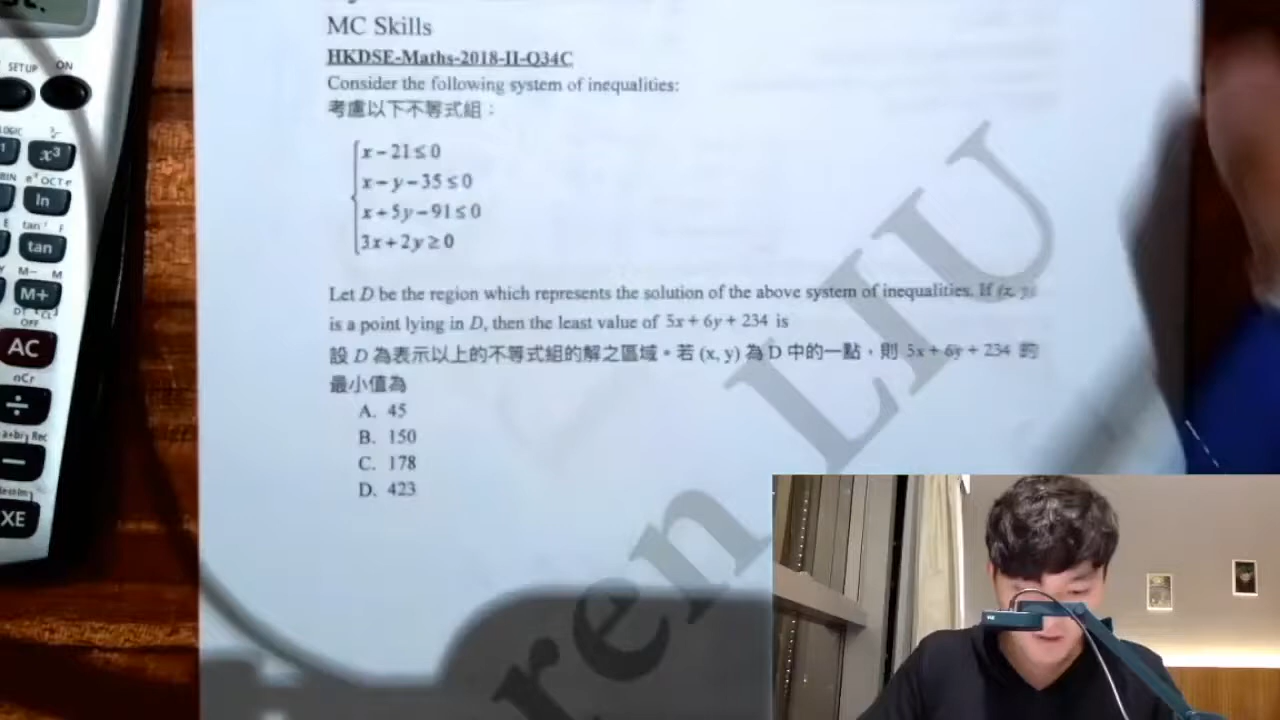 MC Skills
HKDSE-Maths-2018-II-Q34C
Consider the following system of inequalities:
考慮以下不等式組：
x − 21 ≤ 0
x − y − 35 ≤ 0
x + 5y − 91 ≤ 0
3x + 2y ≥ 0
Let D be the region which represents the solution of the above system of inequalities. If (x, y)
is a point lying in D, then the least value of 5x + 6y + 234 is
設 D 為表示以上的不等式組的解之區域。若 (x, y) 為 D 中的一點，則 5x + 6y + 234 的
最小值為
A. 45
B. 150
C. 178
D. 423
ren LIU
SETUP ON
x³
ln
tan
M− M
M+
OFF
AC
÷
−